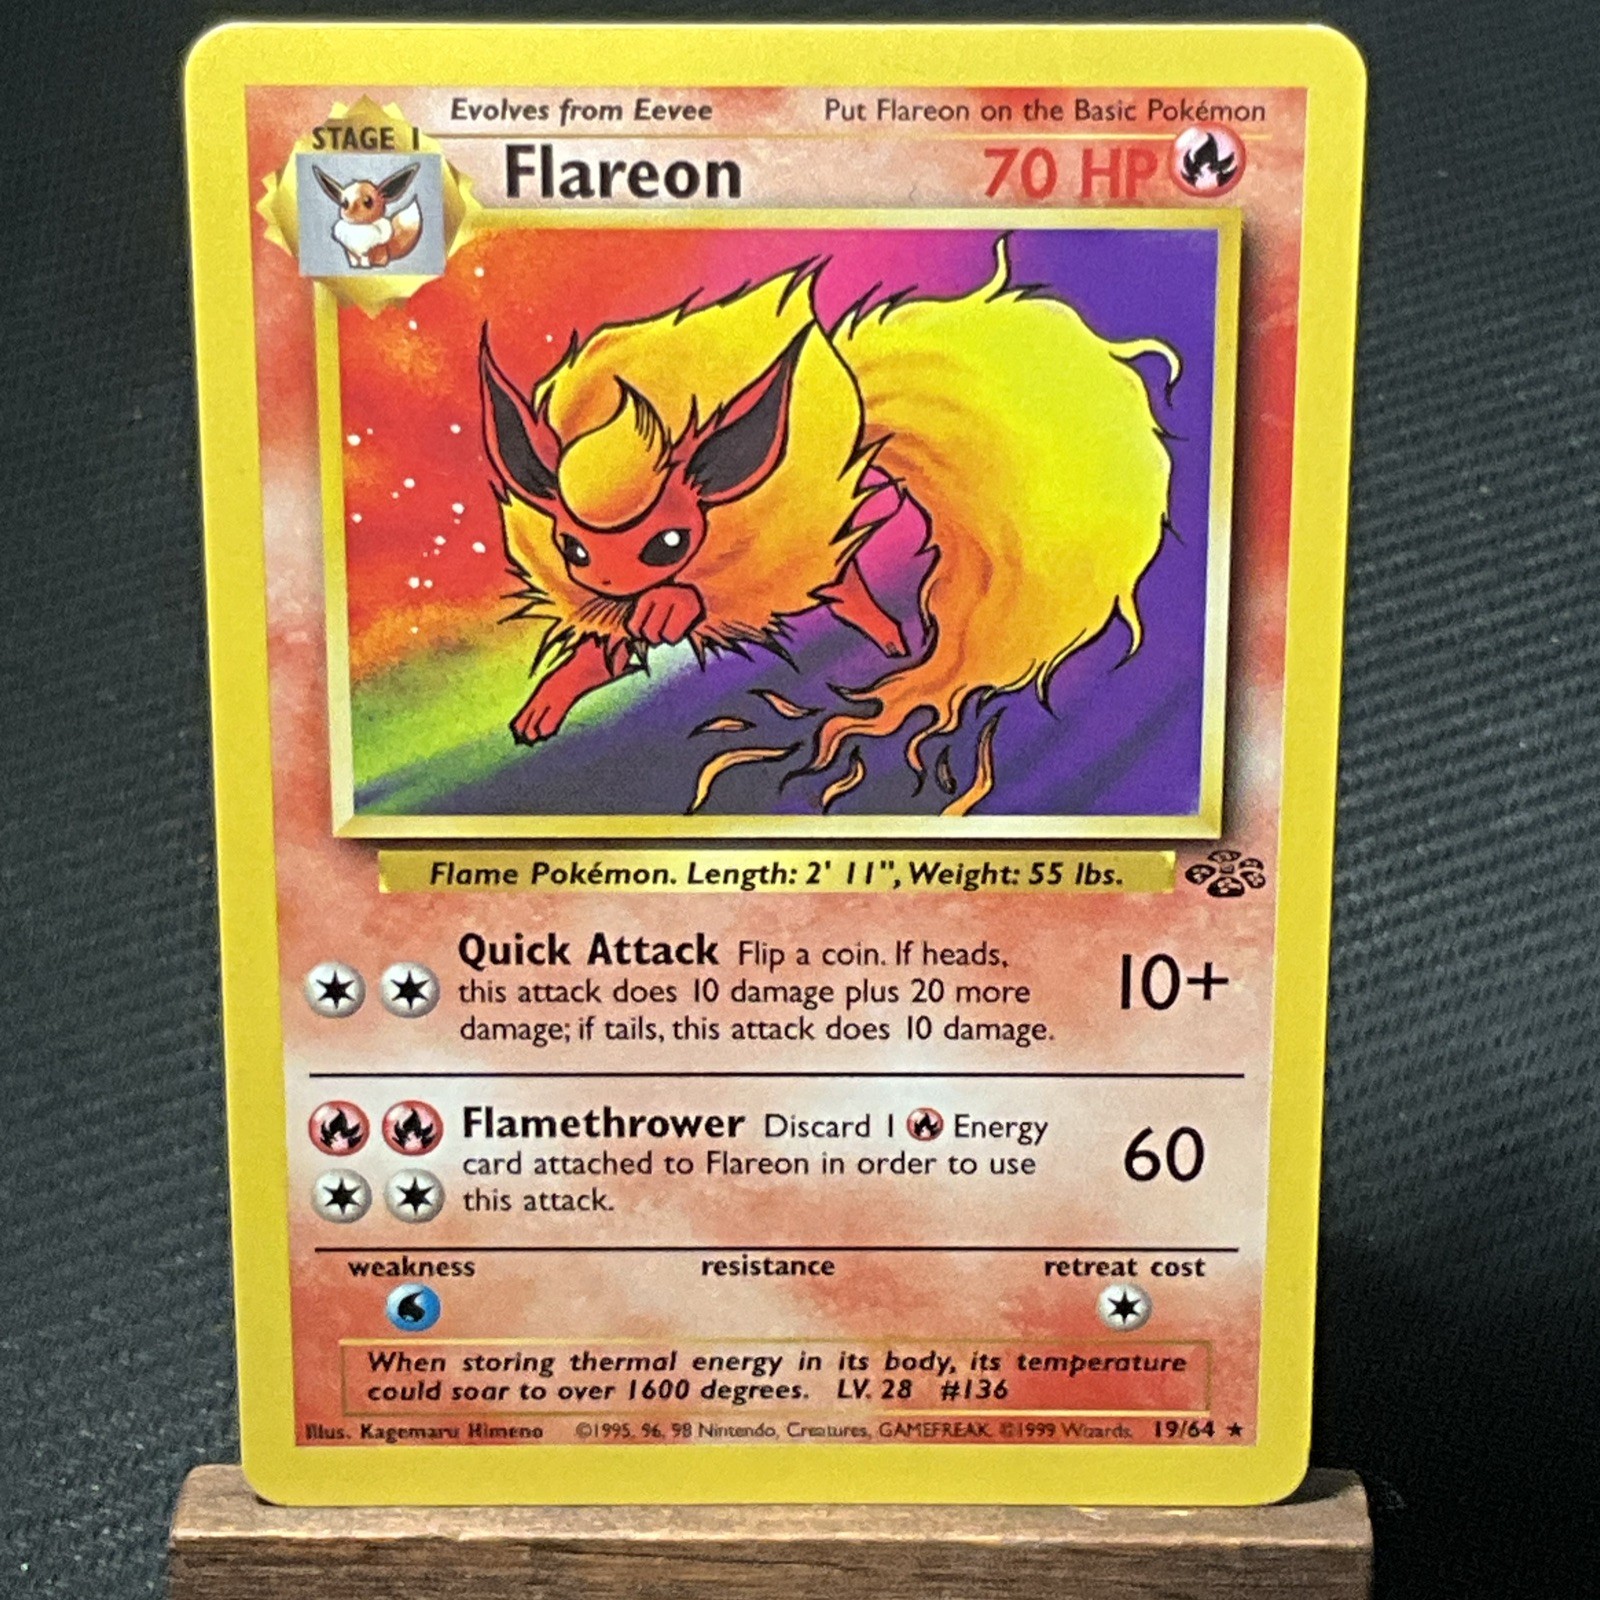 Evolves from Eevee
Put Flareon on the Basic Pokémon
STAGE 1
Flareon
70 HP
Flame Pokémon. Length: 2' 11", Weight: 55 lbs.
Quick Attack Flip a coin. If heads,
this attack does 10 damage plus 20 more
damage; if tails, this attack does 10 damage.
10+
Flamethrower Discard 1 Energy
card attached to Flareon in order to use
this attack.
60
weakness
resistance
retreat cost
When storing thermal energy in its body, its temperature
could soar to over 1600 degrees. LV. 28 #136
Illus. Kagemaru Himeno ©1995, 96, 98 Nintendo, Creatures, GAMEFREAK. ©1999 Wizards. 19/64 ★